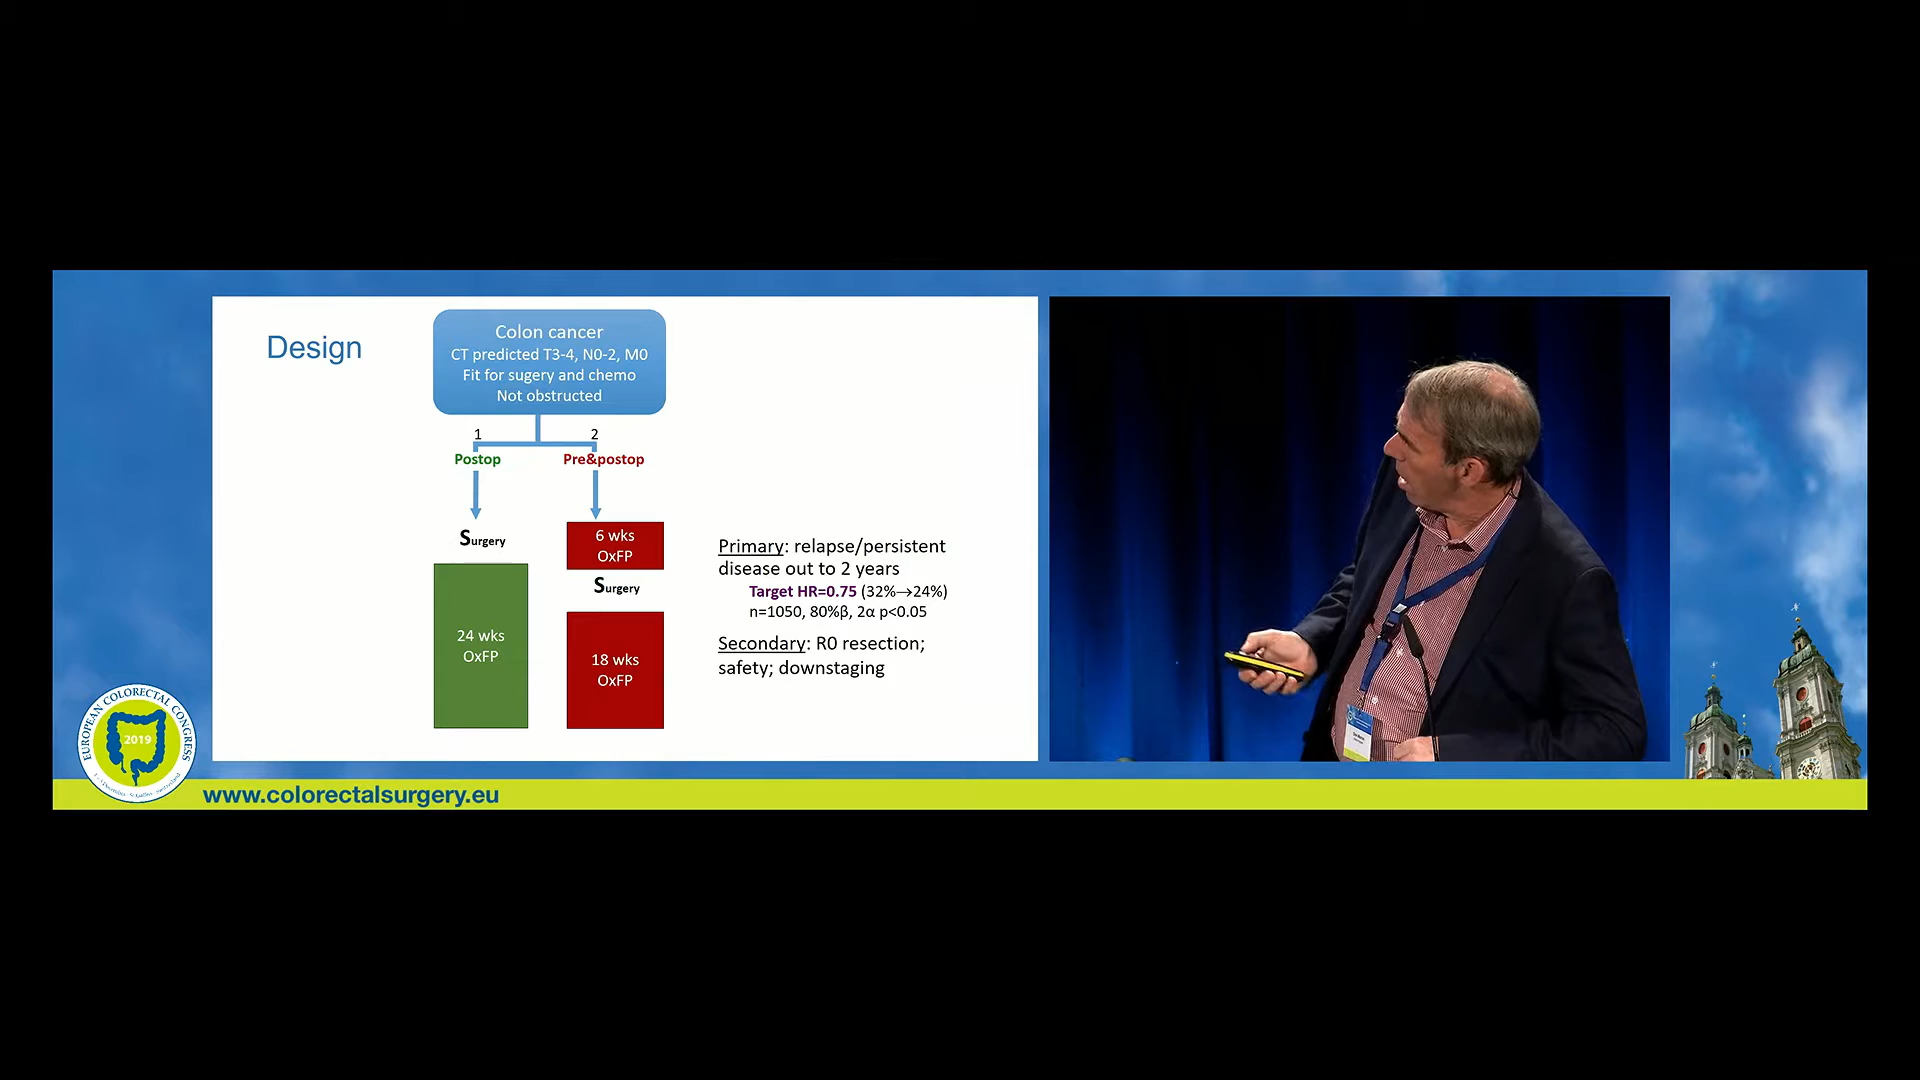 Design
Colon cancer
CT predicted T3-4, N0-2, M0
Fit for sugery and chemo
Not obstructed
1
2
Postop
Pre&postop
Surgery
24 wks
OxFP
6 wks
OxFP
Surgery
18 wks
OxFP
Primary: relapse/persistent
disease out to 2 years
Target HR=0.75 (32%→24%)
n=1050, 80%β, 2α p<0.05
Secondary: R0 resection;
safety; downstaging
EUROPEAN COLORECTAL CONGRESS
2019
www.colorectalsurgery.eu